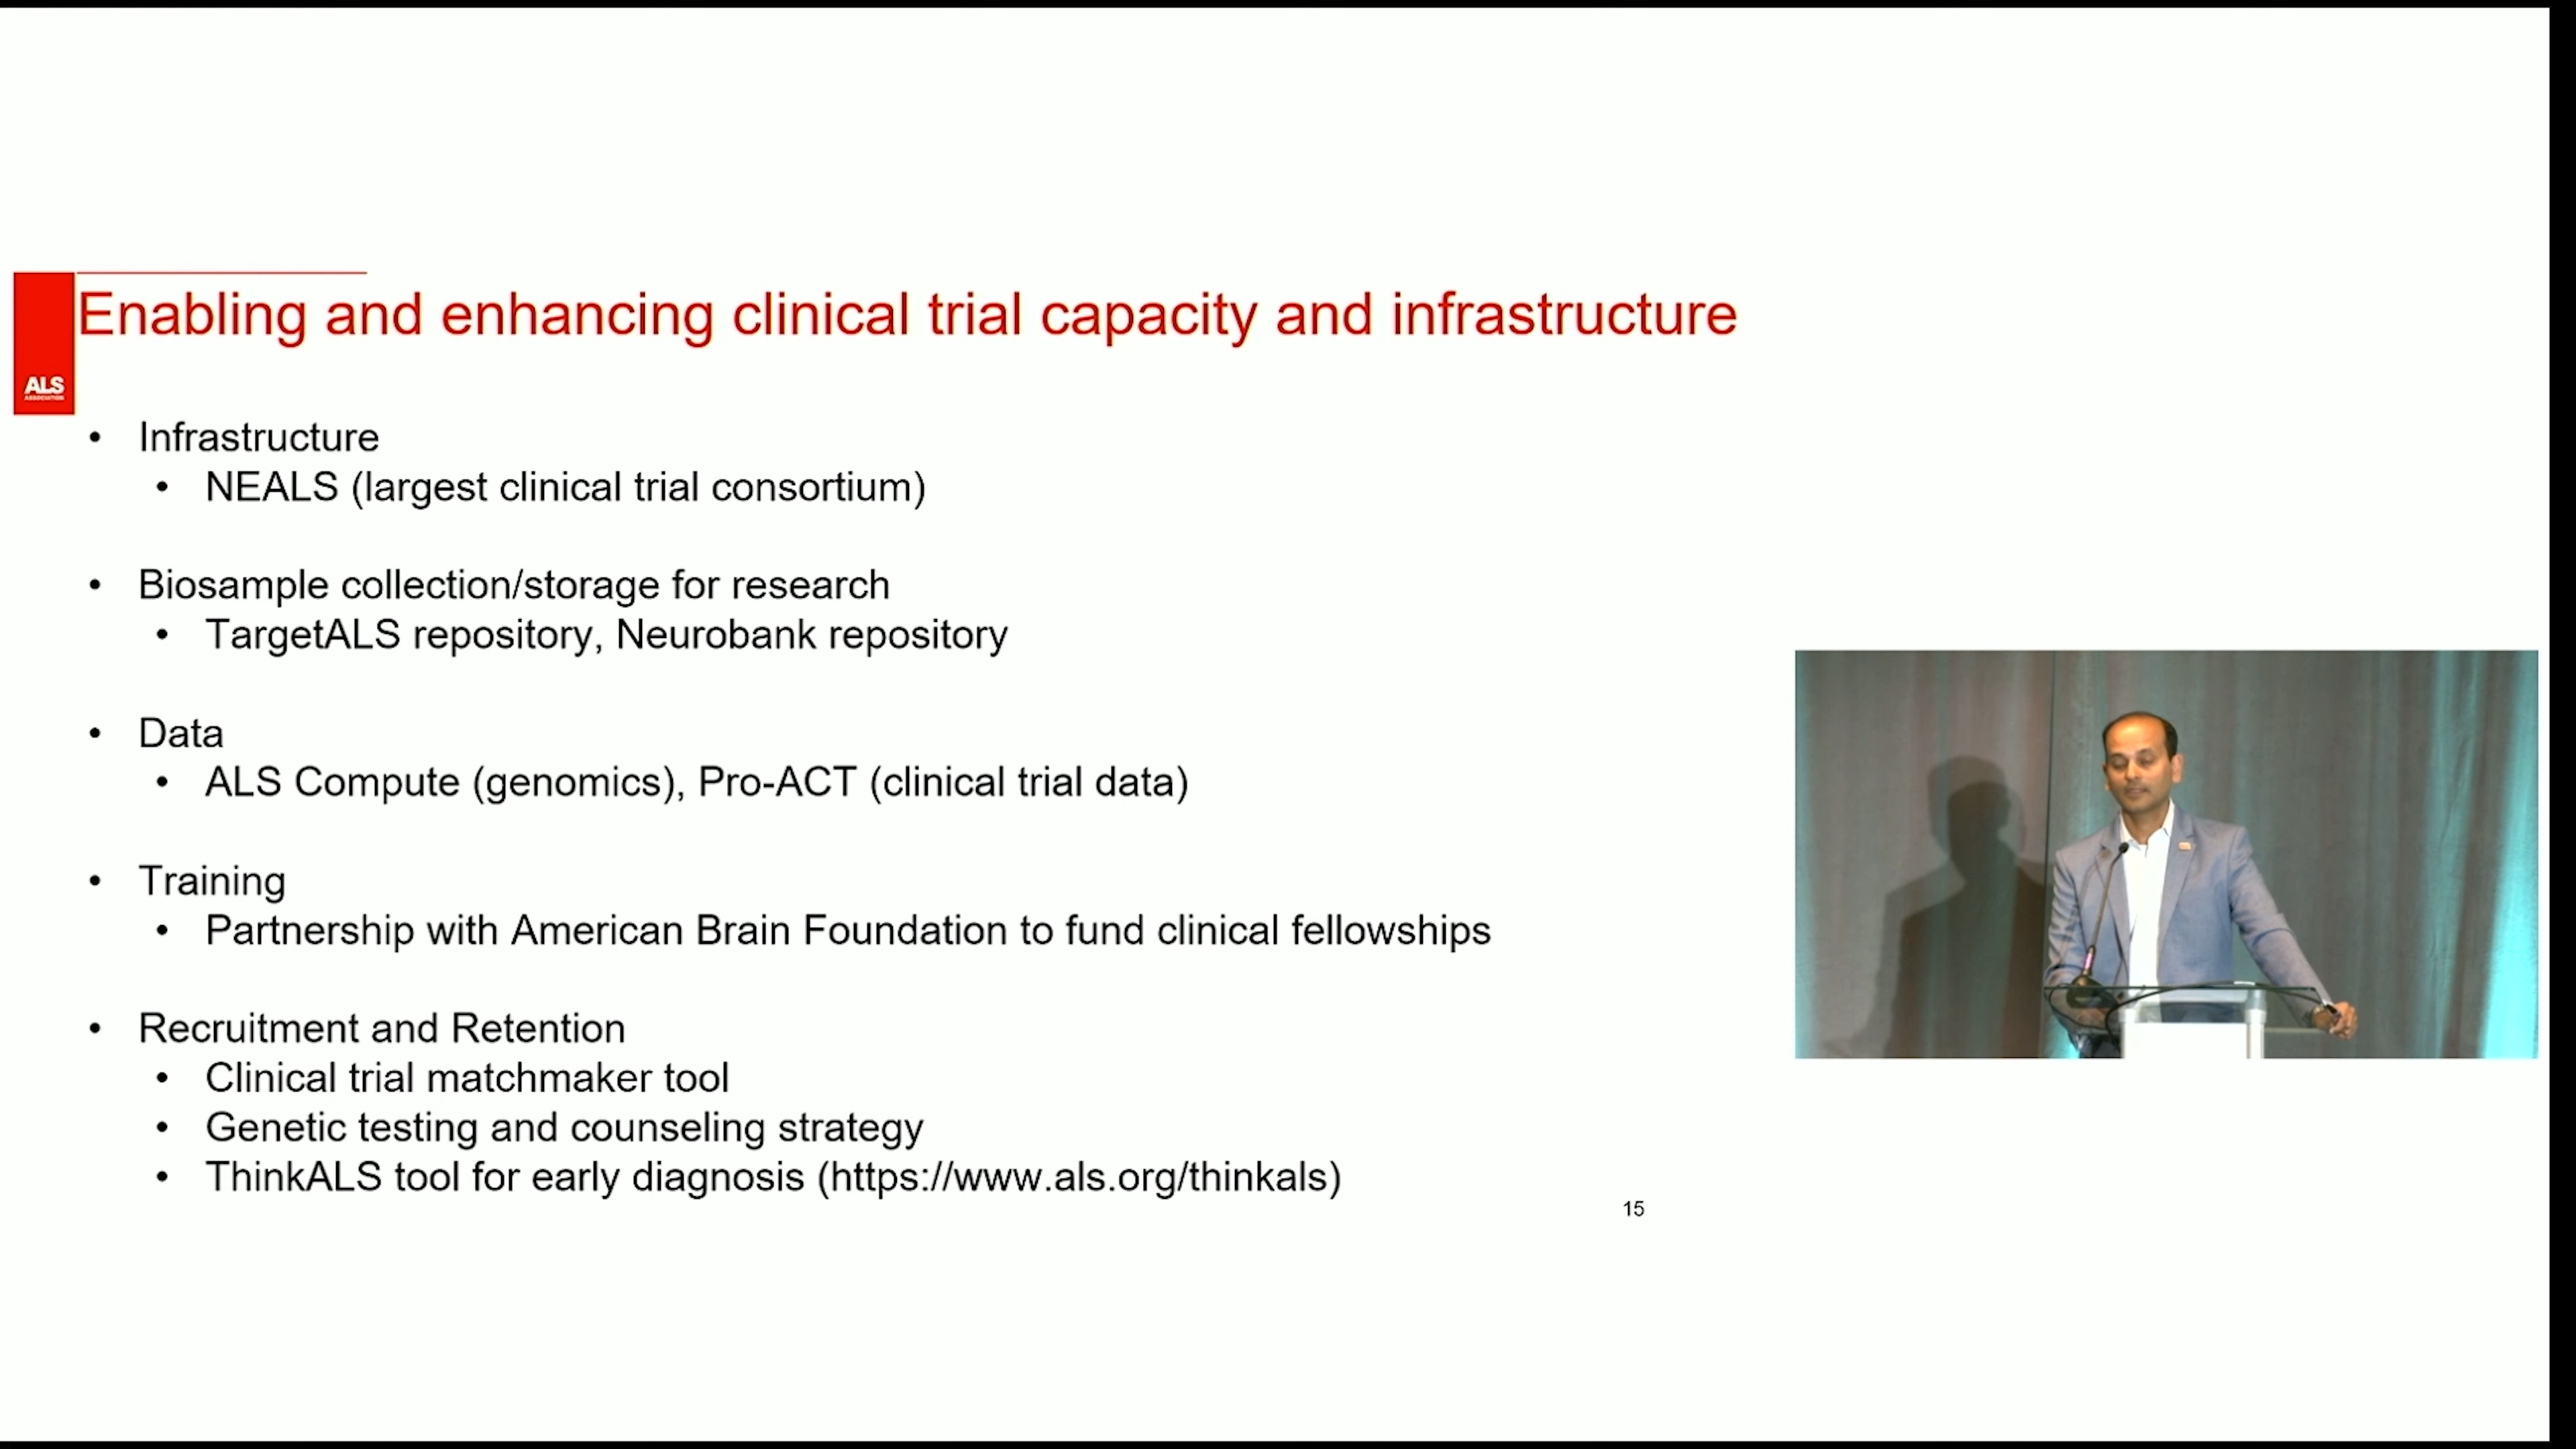 Enabling and enhancing clinical trial capacity and infrastructure
ALS
ASSOCIATION
• Infrastructure
• NEALS (largest clinical trial consortium)
• Biosample collection/storage for research
• TargetALS repository, Neurobank repository
• Data
• ALS Compute (genomics), Pro-ACT (clinical trial data)
• Training
• Partnership with American Brain Foundation to fund clinical fellowships
• Recruitment and Retention
• Clinical trial matchmaker tool
• Genetic testing and counseling strategy
• ThinkALS tool for early diagnosis (https://www.als.org/thinkals)
15